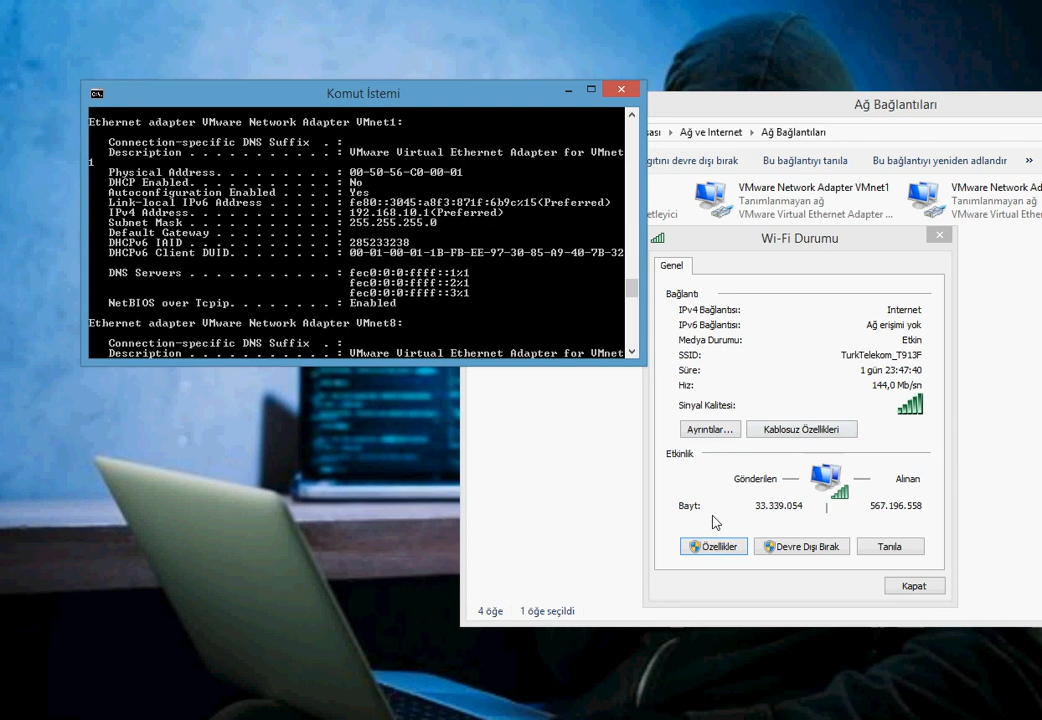 Komut İstemi
Ethernet adapter VMware Network Adapter VMnet1:
Connection-specific DNS Suffix . :
Description . . . . . . . . . . . : VMware Virtual Ethernet Adapter for VMnet
1
Physical Address. . . . . . . . . : 00-50-56-C0-00-01
DHCP Enabled. . . . . . . . . . . : No
Autoconfiguration Enabled . . . . : Yes
Link-local IPv6 Address . . . . . : fe80::3045:a8f3:871f:6b9c%15(Preferred)
IPv4 Address. . . . . . . . . . . : 192.168.10.1(Preferred)
Subnet Mask . . . . . . . . . . . : 255.255.255.0
Default Gateway . . . . . . . . . :
DHCPv6 IAID . . . . . . . . . . . : 285233238
DHCPv6 Client DUID. . . . . . . . : 00-01-00-01-1B-FB-EE-97-30-85-A9-40-7B-32
DNS Servers . . . . . . . . . . . : fec0:0:0:ffff::1%1
fec0:0:0:ffff::2%1
fec0:0:0:ffff::3%1
NetBIOS over Tcpip. . . . . . . . : Enabled
Ethernet adapter VMware Network Adapter VMnet8:
Connection-specific DNS Suffix . :
Description . . . . . . . . . . . : VMware Virtual Ethernet Adapter for VMnet
Ağ Bağlantıları
sası Ağ ve Internet Ağ Bağlantıları
gıtını devre dışı bırak Bu bağlantıyı tanıla Bu bağlantıyı yeniden adlandır »
etleyici
VMware Network Adapter VMnet1
Tanımlanmayan ağ
VMware Virtual Ethernet Adapter ...
VMware Network Ad
Tanımlanmayan ağ
VMware Virtual Ethe
Wi-Fi Durumu
Genel
Bağlantı
IPv4 Bağlantısı: Internet
IPv6 Bağlantısı: Ağ erişimi yok
Medya Durumu: Etkin
SSID: TurkTelekom_T913F
Süre: 1 gün 23:47:40
Hız: 144,0 Mb/sn
Sinyal Kalitesi:
Ayrıntılar... Kablosuz Özellikleri
Etkinlik
Gönderilen Alınan
Bayt: 33.339.054 567.196.558
Özellikler Devre Dışı Bırak Tanıla
Kapat
4 öğe 1 öğe seçildi